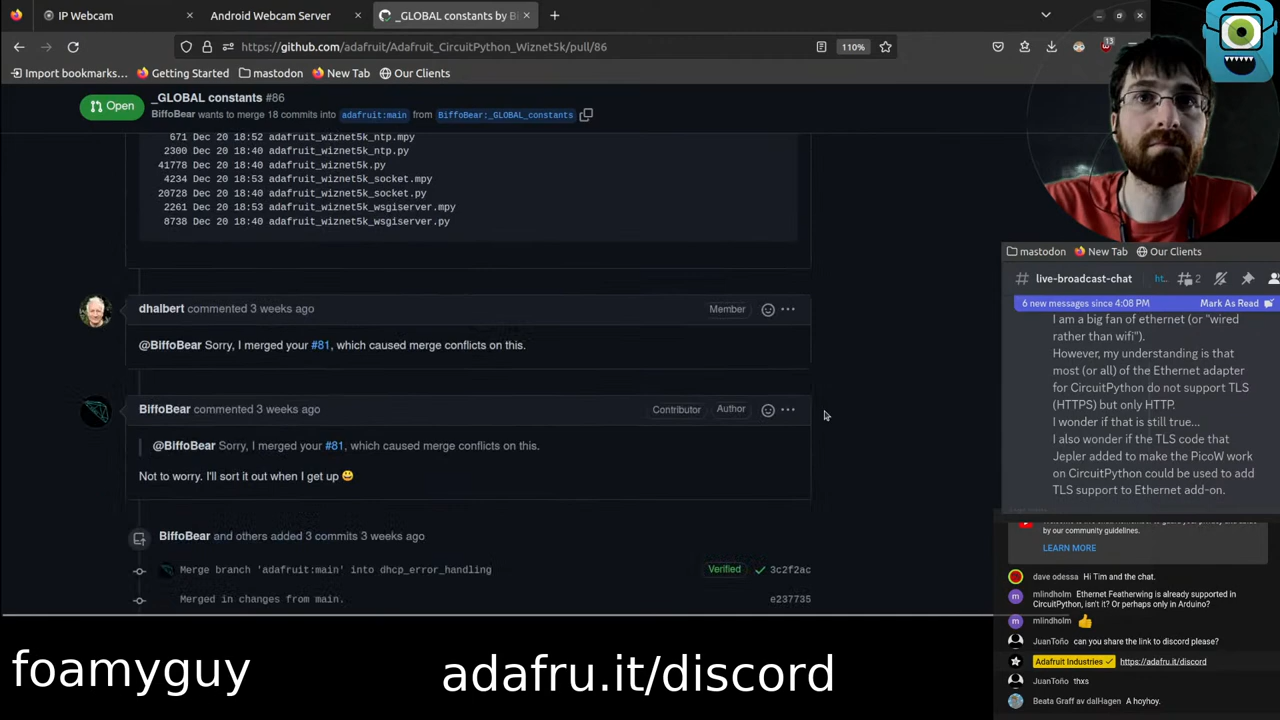 IP Webcam
Android Webcam Server
_GLOBAL constants by Bi
https://github.com/adafruit/Adafruit_CircuitPython_Wiznet5k/pull/86
110%
13
Import bookmarks...
Getting Started
mastodon
New Tab
Our Clients
Open
_GLOBAL constants #86
BiffoBear wants to merge 18 commits into adafruit:main from BiffoBear:_GLOBAL_constants
671 Dec 20 18:52 adafruit_wiznet5k_ntp.mpy
2300 Dec 20 18:40 adafruit_wiznet5k_ntp.py
41778 Dec 20 18:40 adafruit_wiznet5k.py
4234 Dec 20 18:53 adafruit_wiznet5k_socket.mpy
20728 Dec 20 18:40 adafruit_wiznet5k_socket.py
2261 Dec 20 18:53 adafruit_wiznet5k_wsgiserver.mpy
8738 Dec 20 18:40 adafruit_wiznet5k_wsgiserver.py
dhalbert commented 3 weeks ago
Member
@BiffoBear Sorry, I merged your #81, which caused merge conflicts on this.
BiffoBear commented 3 weeks ago
Contributor
Author
@BiffoBear Sorry, I merged your #81, which caused merge conflicts on this.
Not to worry. I'll sort it out when I get up 😀
BiffoBear and others added 3 commits 3 weeks ago
Merge branch 'adafruit:main' into dhcp_error_handling
Verified
3c2f2ac
Merged in changes from main.
e237735
mastodon
New Tab
Our Clients
# live-broadcast-chat
ht..
2
6 new messages since 4:08 PM
Mark As Read
I am a big fan of ethernet (or "wired
rather than wifi").
However, my understanding is that
most (or all) of the Ethernet adapter
for CircuitPython do not support TLS
(HTTPS) but only HTTP.
I wonder if that is still true...
I also wonder if the TLS code that
Jepler added to make the PicoW work
on CircuitPython could be used to add
TLS support to Ethernet add-on.
by our community guidelines.
LEARN MORE
dave odessa Hi Tim and the chat.
mlindholm Ethernet Featherwing is already supported in
CircuitPython, isn't it? Or perhaps only in Arduino?
mlindholm 👍
JuanToño can you share the link to discord please?
Adafruit Industries ✓ https://adafru.it/discord
JuanToño thxs
Beata Graff av dalHagen A hoyhoy.
foamyguy
adafru.it/discord